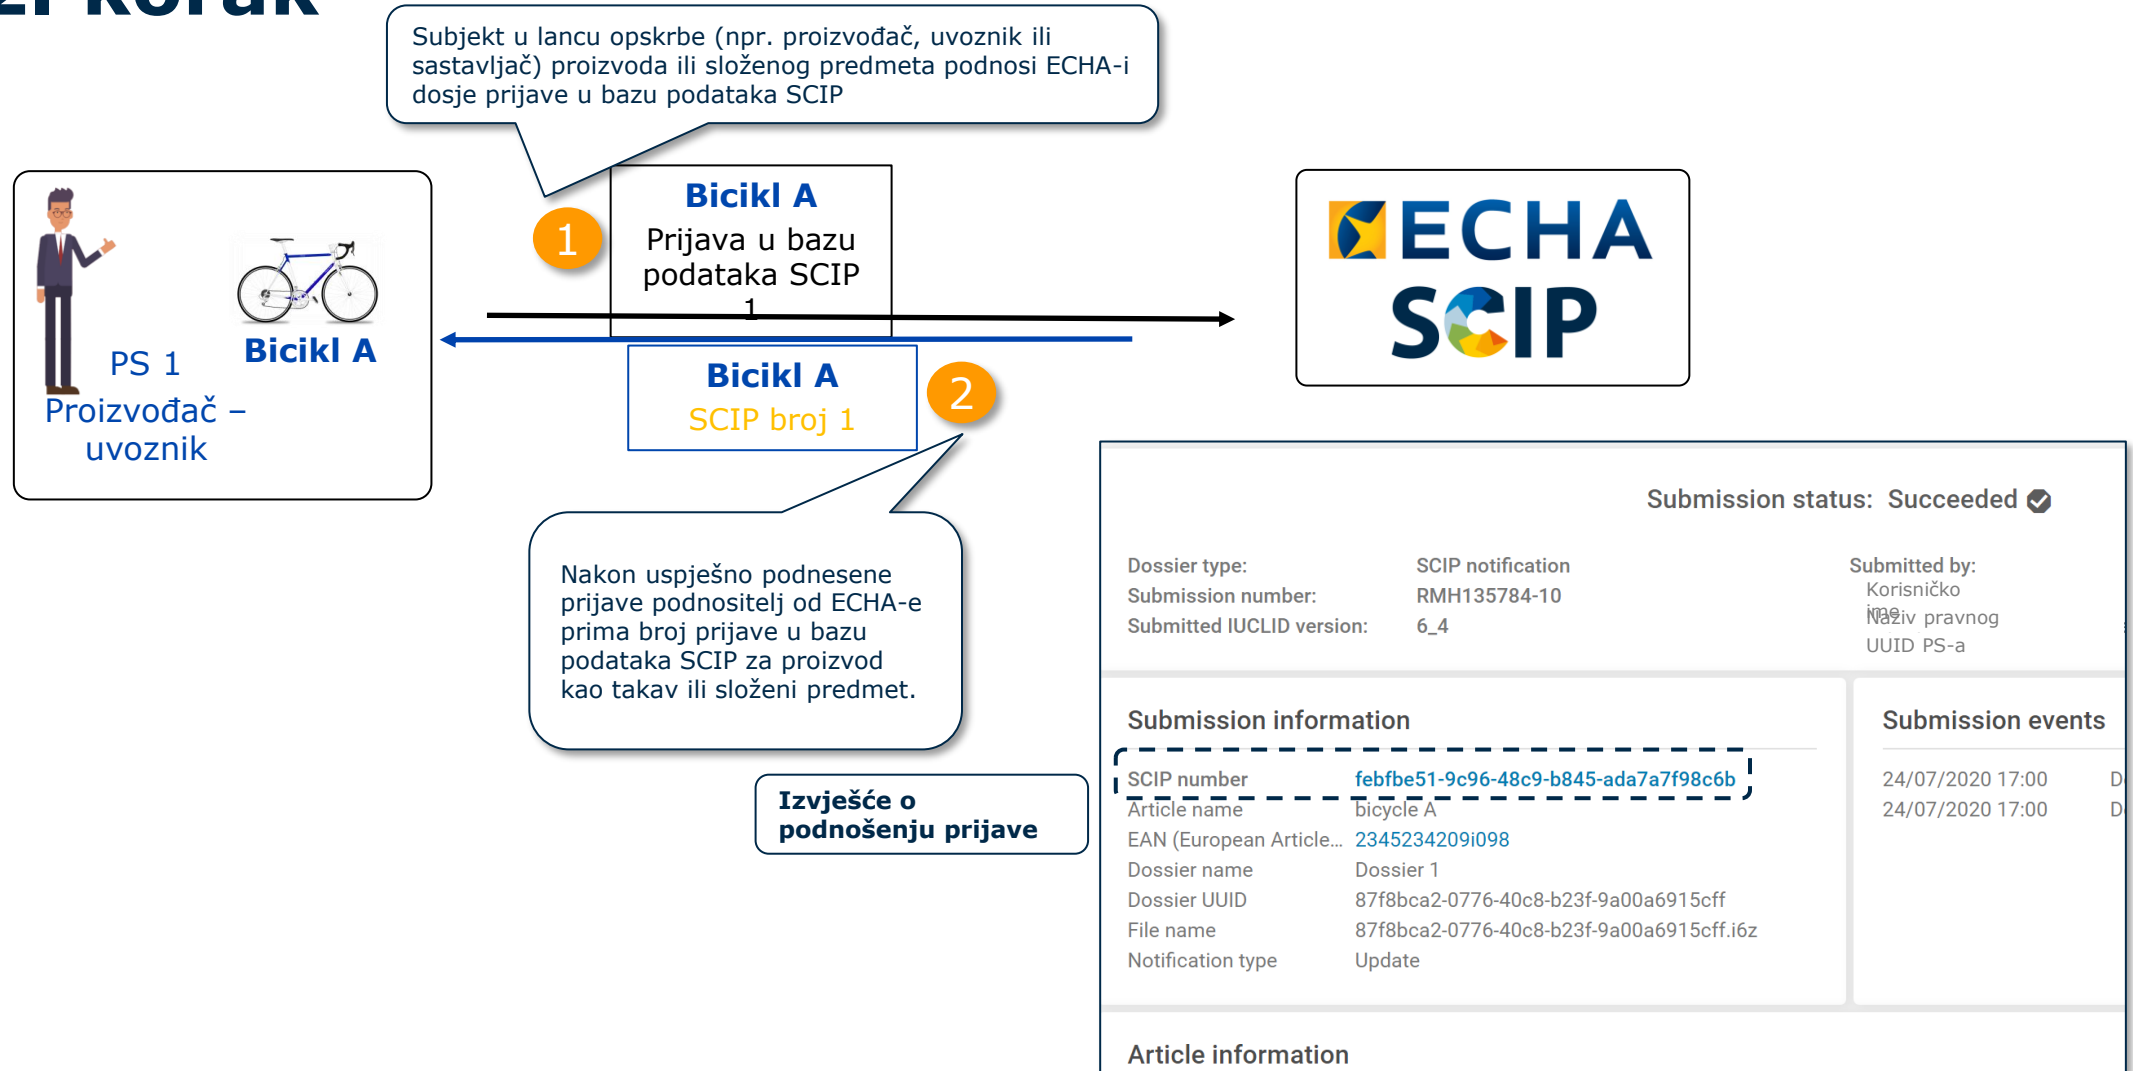 korak
Subjekt u lancu opskrbe (npr. proizvođač, uvoznik ili
sastavljač) proizvoda ili složenog predmeta podnosi ECHA-i
dosje prijave u bazu podataka SCIP
1
Bicikl A
Prijava u bazu
podataka SCIP
1
ECHA
SCIP
PS 1
Proizvođač –
uvoznik
Bicikl A
Bicikl A
SCIP broj 1
2
Nakon uspješno podnesene
prijave podnositelj od ECHA-e
prima broj prijave u bazu
podataka SCIP za proizvod
kao takav ili složeni predmet.
Izvješće o
podnošenju prijave
Submission status: Succeeded
Dossier type: SCIP notification
Submission number: RMH135784-10
Submitted IUCLID version: 6_4
Submitted by:
Korisničko
ime
Naziv pravnog
UUID PS-a
Submission information
SCIP number febfbe51-9c96-48c9-b845-ada7a7f98c6b
Article name bicycle A
EAN (European Article... 2345234209i098
Dossier name Dossier 1
Dossier UUID 87f8bca2-0776-40c8-b23f-9a00a6915cff
File name 87f8bca2-0776-40c8-b23f-9a00a6915cff.i6z
Notification type Update
Submission events
24/07/2020 17:00
24/07/2020 17:00
Article information